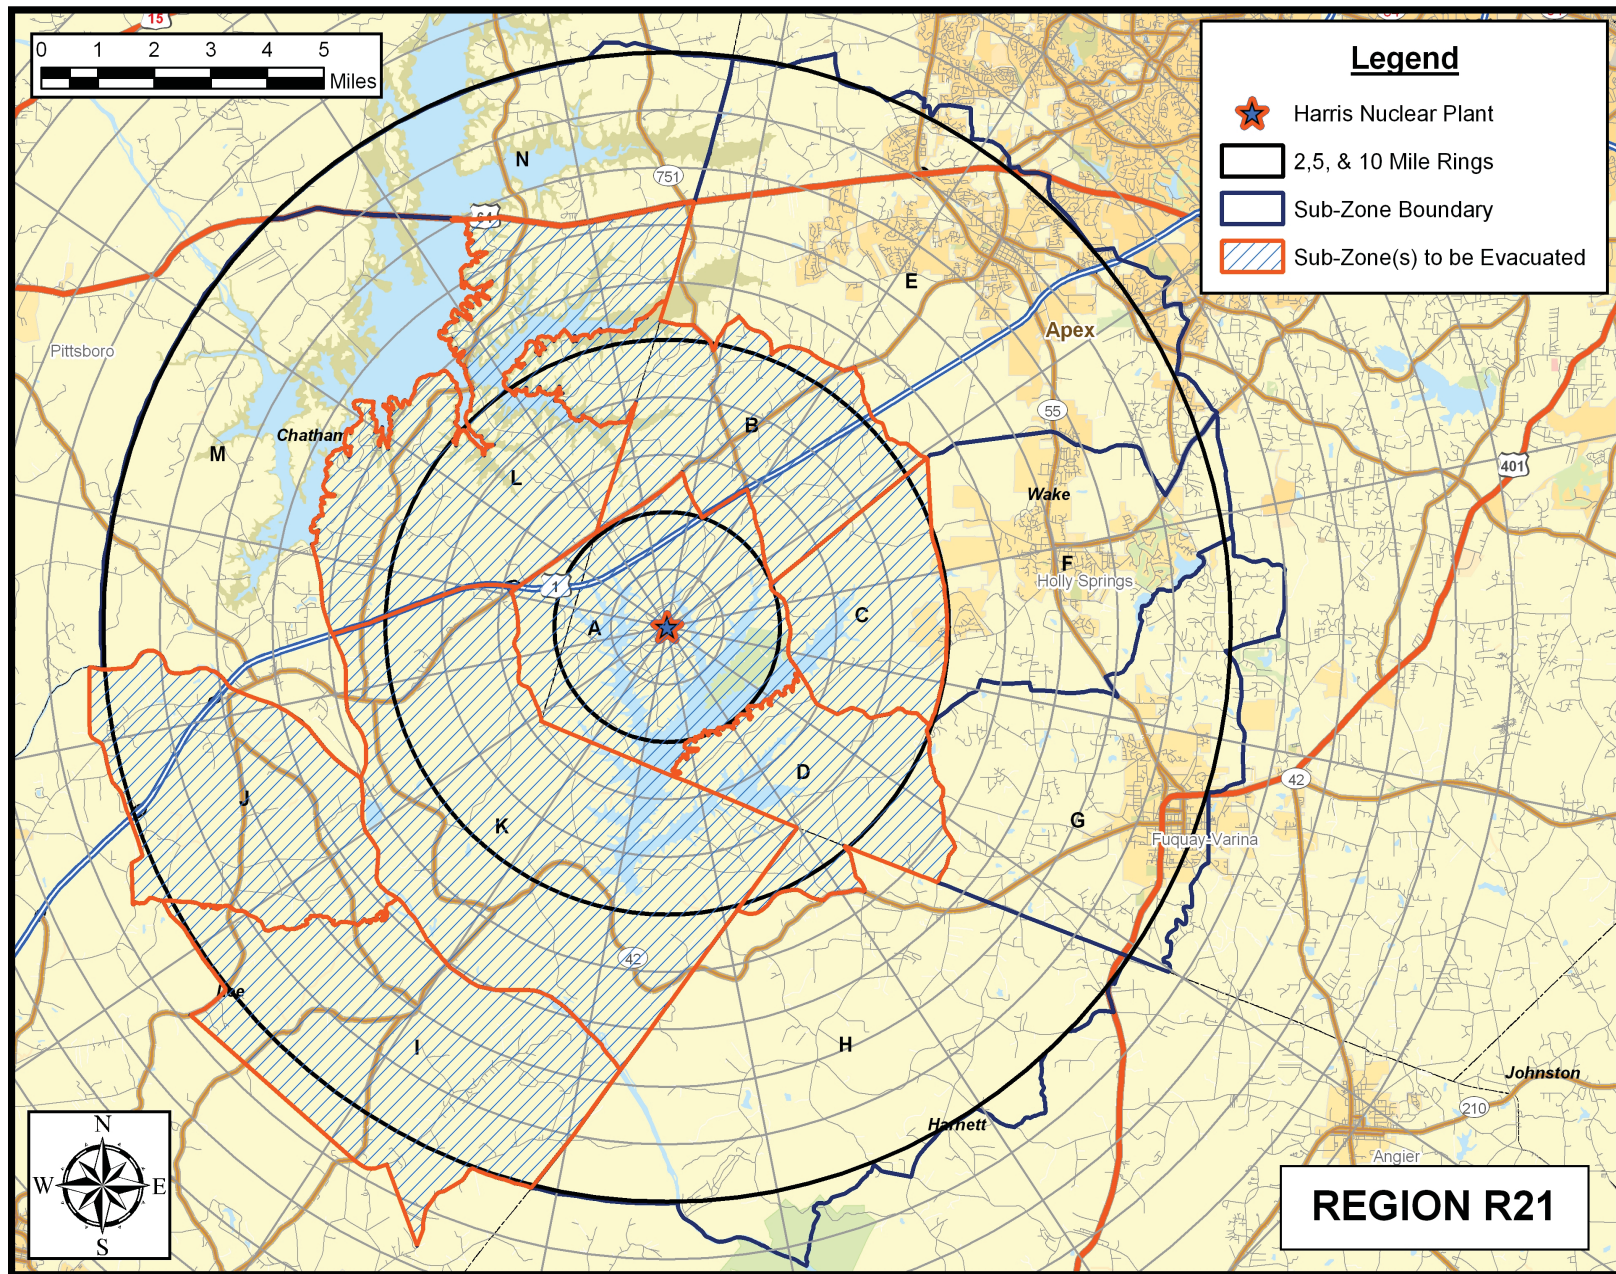 15
0 1 2 3 4 5
Miles
Legend
Harris Nuclear Plant
2,5, & 10 Mile Rings
Sub-Zone Boundary
Sub-Zone(s) to be Evacuated
N
751
64
E
Apex
Pittsboro
55
B
Chatham
M
L
401
Wake
F
Holly Springs
1
A
C
D
42
J
K
G
Fuquay-Varina
42
Lee
I
H
Johnston
210
Harnett
Angier
N
W E
S
REGION R21